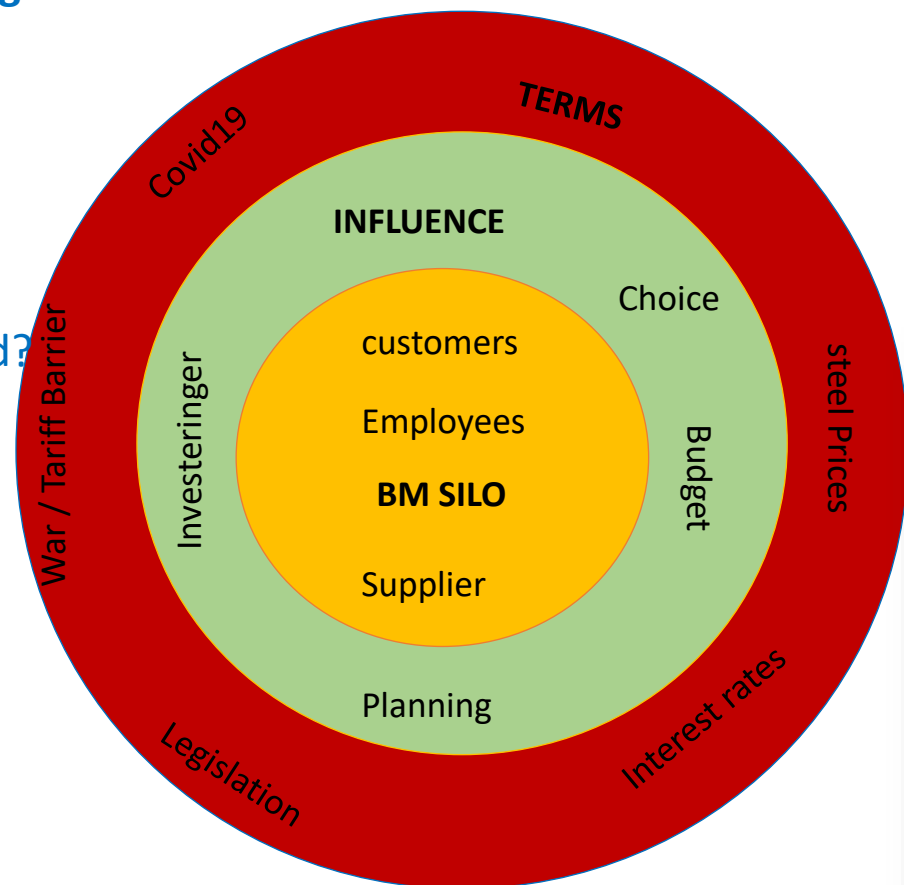 g
TERMS
Covid19
INFLUENCE
Choice
customers
d?
War / Tariff Barrier
Investeringer
steel Prices
Employees
Budget
BM SILO
Supplier
Planning
Interest rates
Legislation